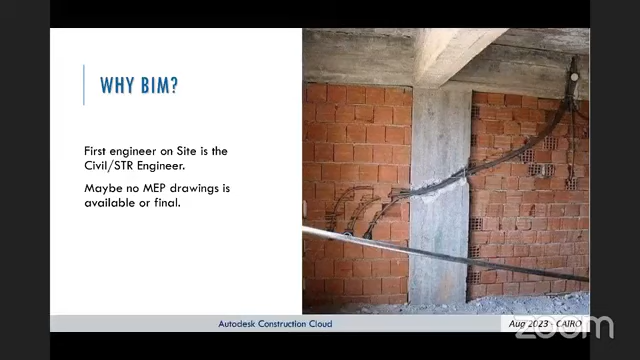 WHY BIM?
First engineer on Site is the
Civil/STR Engineer.
Maybe no MEP drawings is
available or final.
Autodesk Construction Cloud
Aug 2023 - CAIRO
zoom